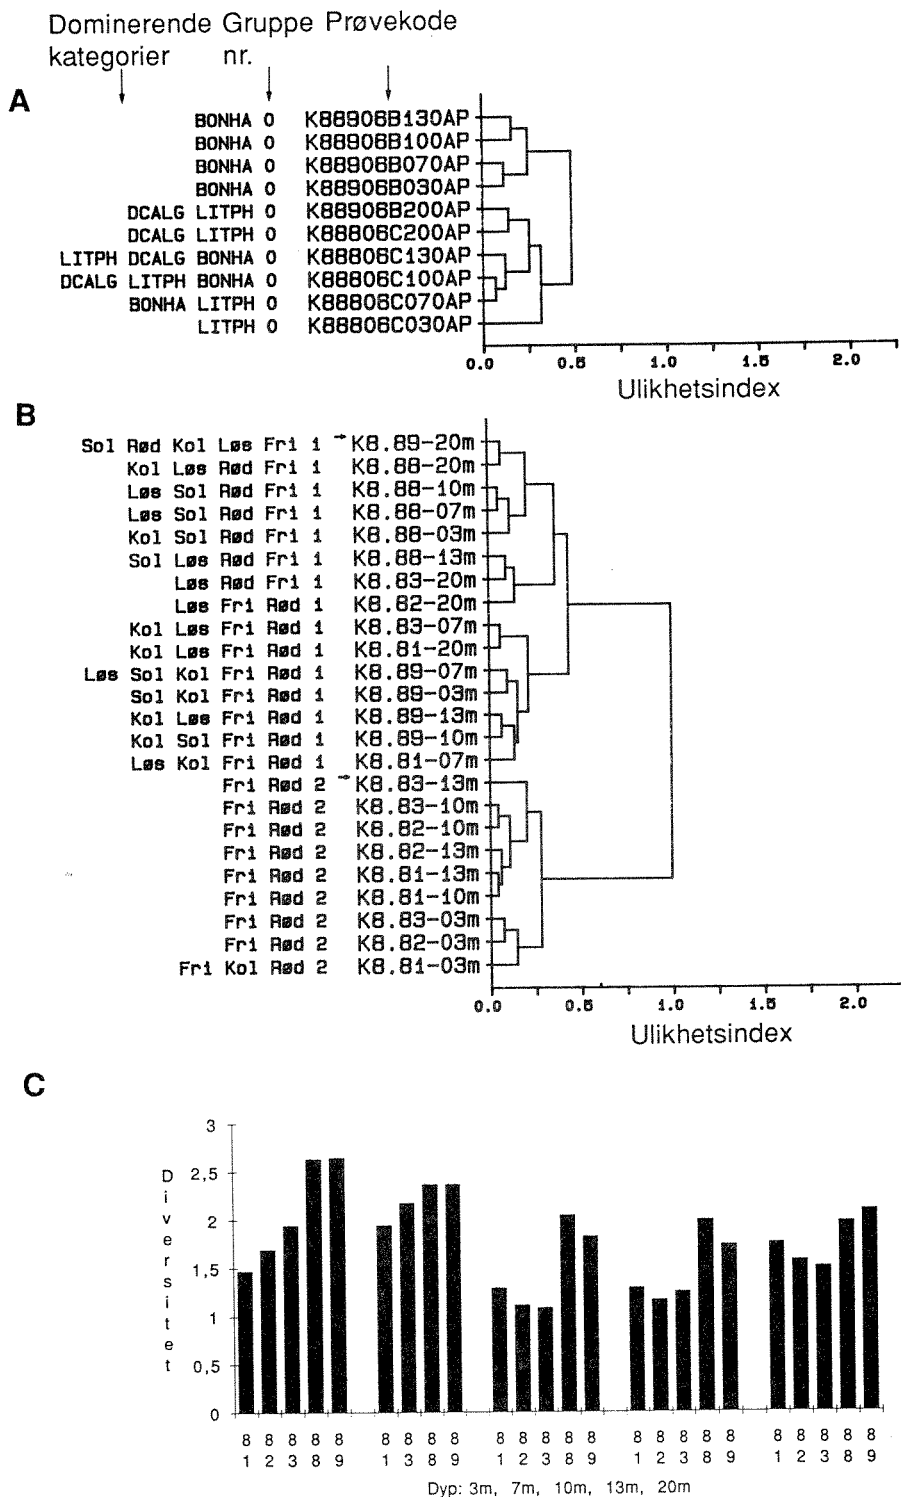 Dominerende Gruppe Prøvekode
kategorier nr.
A
BONHA 0 K88906B130AP
BONHA 0 K88906B100AP
BONHA 0 K88906B070AP
BONHA 0 K88906B030AP
DCALG LITPH 0 K88906B200AP
DCALG LITPH 0 K88806C200AP
LITPH DCALG BONHA 0 K88806C130AP
DCALG LITPH BONHA 0 K88806C100AP
BONHA LITPH 0 K88806C070AP
LITPH 0 K88806C030AP
0.0 0.5 1.0 1.5 2.0
Ulikhetsindex
B
Sol Rød Kol Løs Fri 1 K8.89-20m
Kol Løs Rød Fri 1 K8.88-20m
Løs Sol Rød Fri 1 K8.88-10m
Løs Sol Rød Fri 1 K8.88-07m
Kol Sol Rød Fri 1 K8.88-03m
Sol Løs Rød Fri 1 K8.88-13m
Løs Rød Fri 1 K8.83-20m
Løs Fri Rød 1 K8.82-20m
Kol Løs Fri Rød 1 K8.83-07m
Kol Løs Fri Rød 1 K8.81-20m
Løs Sol Kol Fri Rød 1 K8.89-07m
Sol Kol Fri Rød 1 K8.89-03m
Kol Løs Fri Rød 1 K8.89-13m
Kol Sol Fri Rød 1 K8.89-10m
Løs Kol Fri Rød 1 K8.81-07m
Fri Rød 2 K8.83-13m
Fri Rød 2 K8.83-10m
Fri Rød 2 K8.82-10m
Fri Rød 2 K8.82-13m
Fri Rød 2 K8.81-13m
Fri Rød 2 K8.81-10m
Fri Rød 2 K8.83-03m
Fri Rød 2 K8.82-03m
Fri Kol Rød 2 K8.81-03m
0.0 0.5 1.0 1.5 2.0
Ulikhetsindex
C
Diversitet
3
2,5
2
1,5
1
0,5
0
8 8 8 8 8 8 8 8 8 8 8 8 8 8 8 8 8 8 8 8 8 8 8 8
1 2 3 8 9 1 3 8 9 1 2 3 8 9 1 2 3 8 9 1 2 3 8 9
Dyp: 3m, 7m, 10m, 13m, 20m